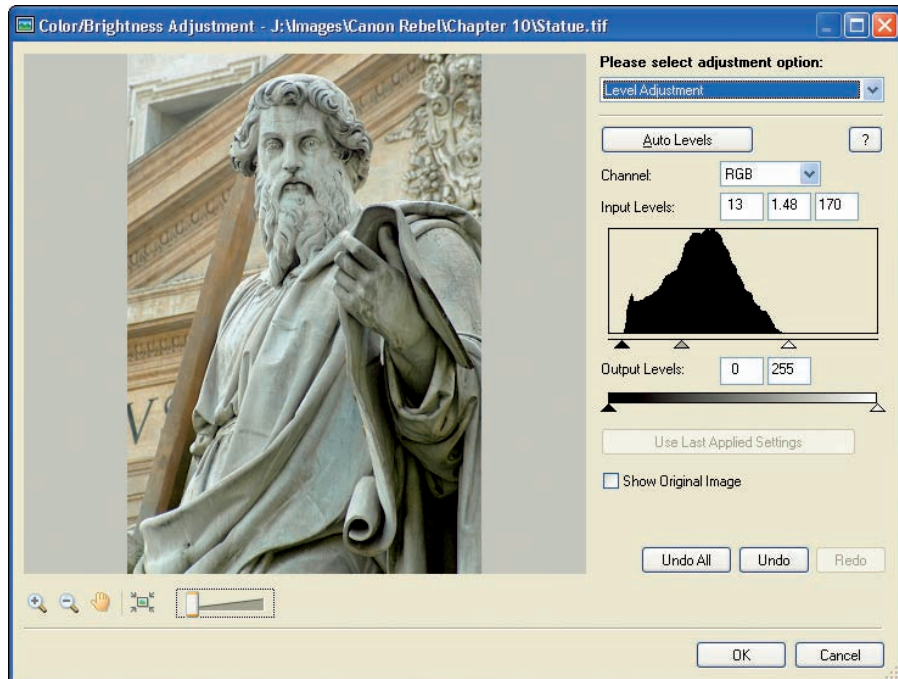 Color/Brightness Adjustment - J:\Images\Canon Rebel\Chapter 10\Statue.tif
Please select adjustment option:
Level Adjustment
Auto Levels
?
Channel:
RGB
Input Levels:
13
1.48
170
Output Levels:
0
255
Use Last Applied Settings
Show Original Image
VS
Undo All
Undo
Redo
OK
Cancel